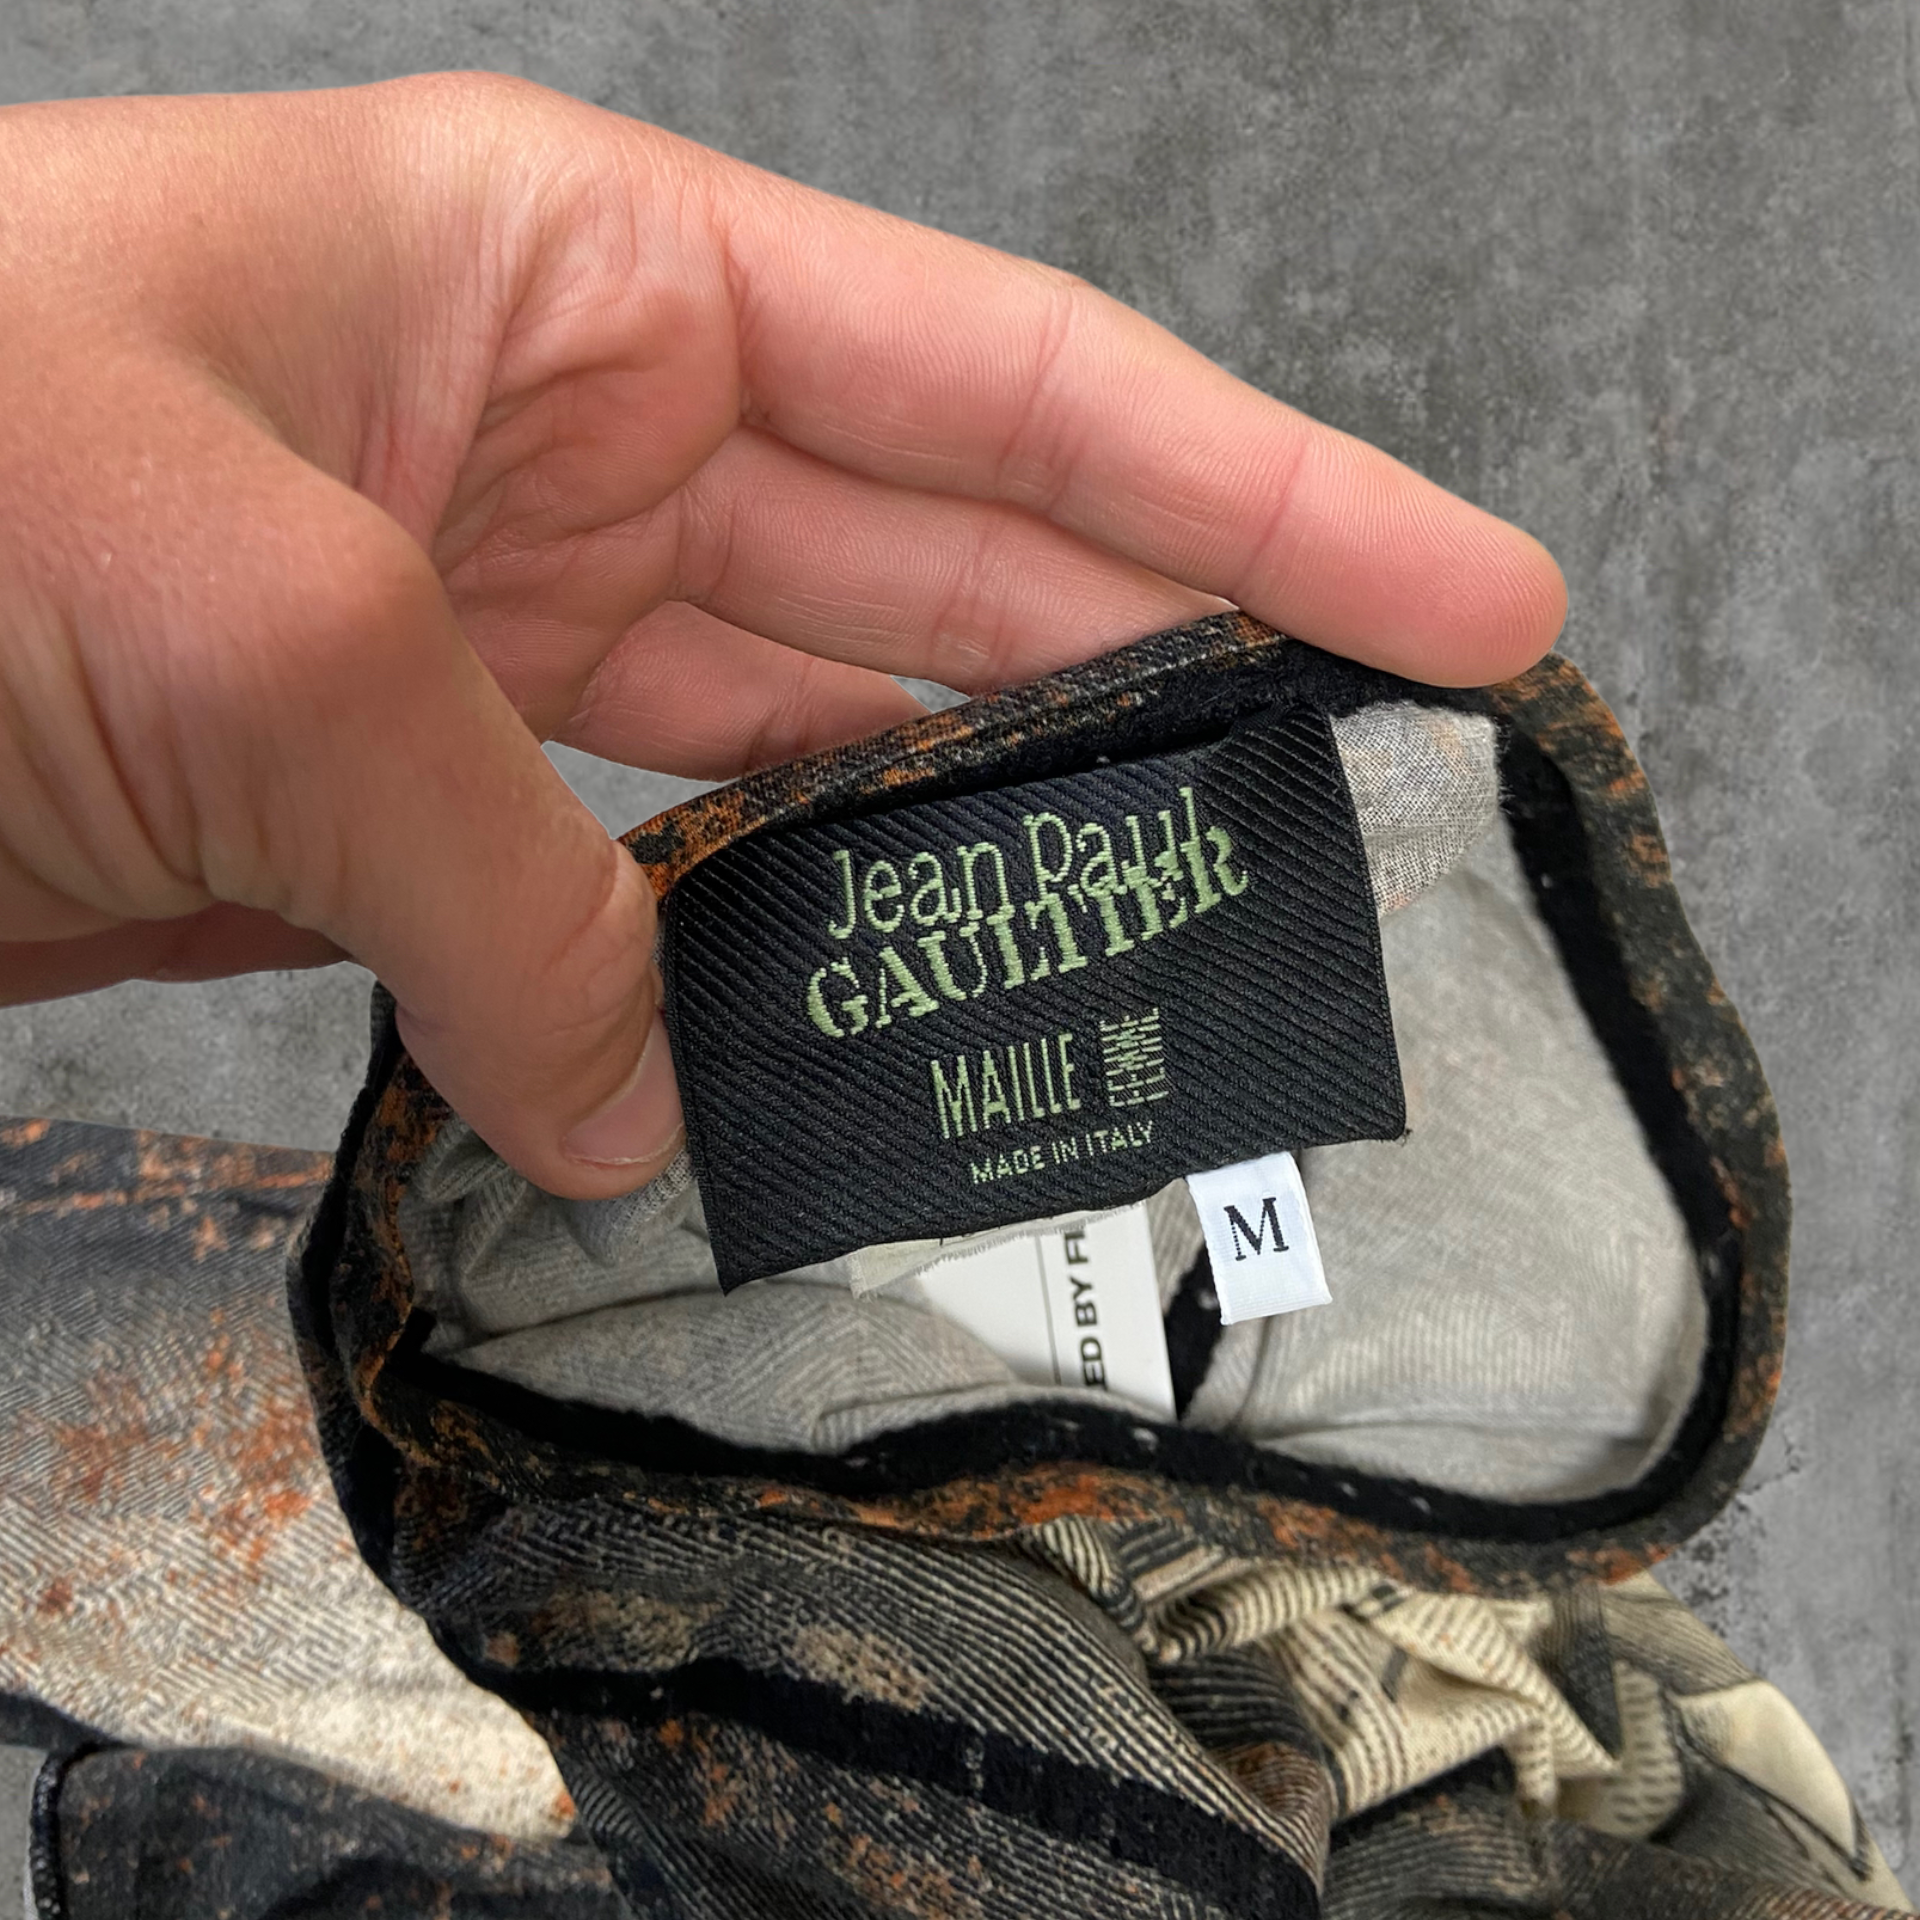 Jean Paul
GAULTIER
MAILLE FEMME
MADE IN ITALY
M
ED BY